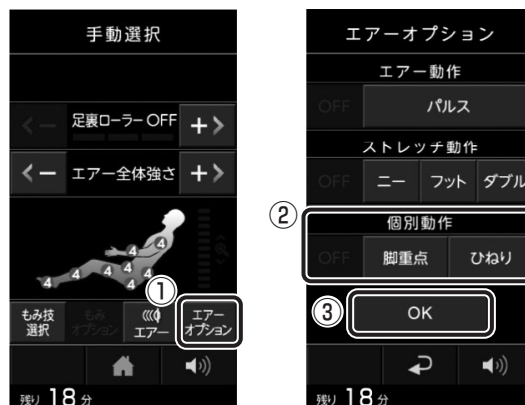 手動選択
足裏ローラーOFF
エアー全体強さ
4
4
4
4
4
4
4
①
もみ技
選択
もみ
オプション
エアー
エアー
オプション
残り 18 分
エアーオプション
エアー動作
OFF パルス
ストレッチ動作
OFF ニー フット ダブル
②
個別動作
OFF 脚重点 ひねり
③
OK
残り 18 分